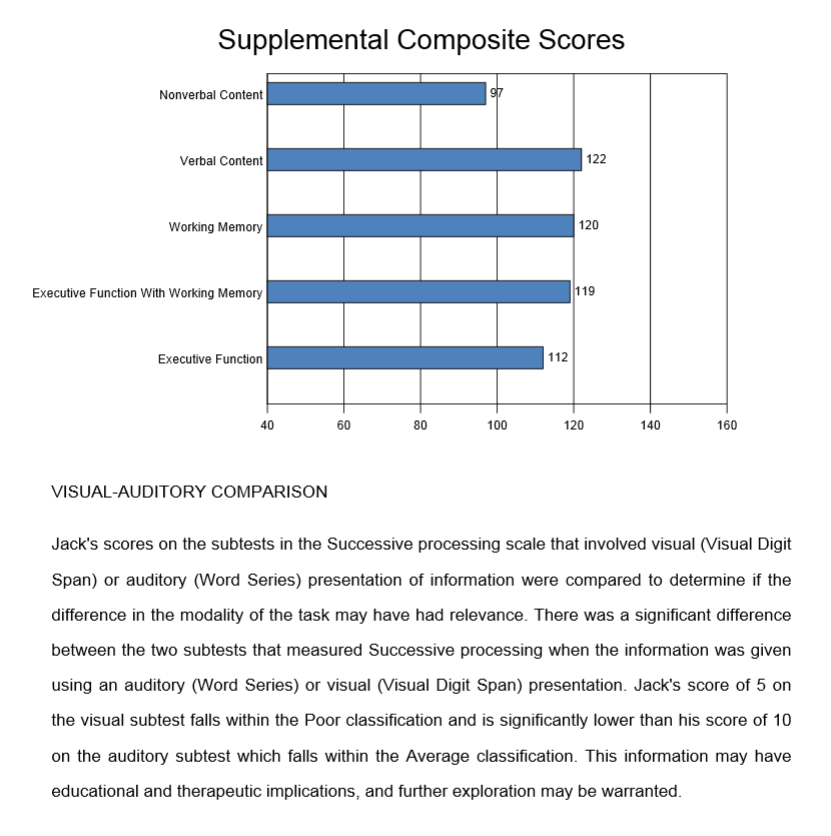 Supplemental Composite Scores
Nonverbal Content 97
Verbal Content 122
Working Memory 120
Executive Function With Working Memory 119
Executive Function 112
40 60 80 100 120 140 160
VISUAL-AUDITORY COMPARISON
Jack's scores on the subtests in the Successive processing scale that involved visual (Visual Digit
Span) or auditory (Word Series) presentation of information were compared to determine if the
difference in the modality of the task may have had relevance. There was a significant difference
between the two subtests that measured Successive processing when the information was given
using an auditory (Word Series) or visual (Visual Digit Span) presentation. Jack's score of 5 on
the visual subtest falls within the Poor classification and is significantly lower than his score of 10
on the auditory subtest which falls within the Average classification. This information may have
educational and therapeutic implications, and further exploration may be warranted.